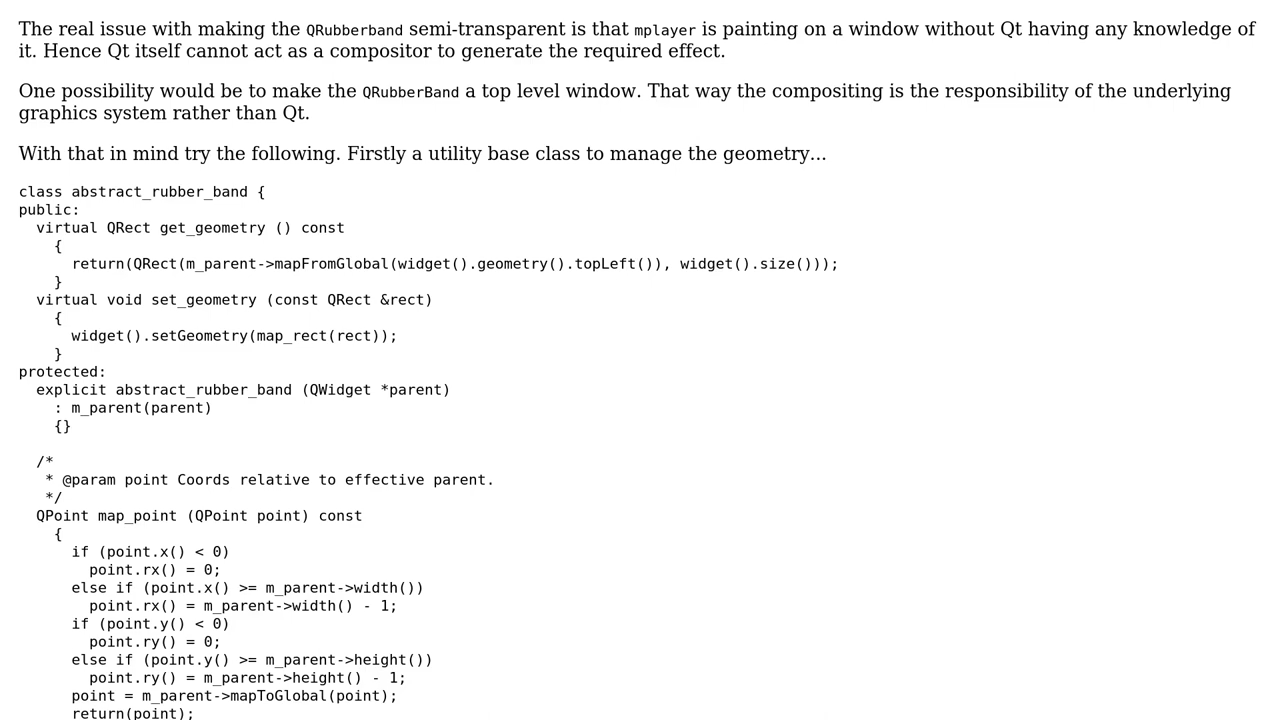 The real issue with making the QRubberband semi-transparent is that mplayer is painting on a window without Qt having any knowledge of
it. Hence Qt itself cannot act as a compositor to generate the required effect.
One possibility would be to make the QRubberBand a top level window. That way the compositing is the responsibility of the underlying
graphics system rather than Qt.
With that in mind try the following. Firstly a utility base class to manage the geometry...
class abstract_rubber_band {
public:
  virtual QRect get_geometry () const
    {
      return(QRect(m_parent->mapFromGlobal(widget().geometry().topLeft()), widget().size()));
    }
  virtual void set_geometry (const QRect &rect)
    {
      widget().setGeometry(map_rect(rect));
    }
protected:
  explicit abstract_rubber_band (QWidget *parent)
    : m_parent(parent)
    {}
  /*
   * @param point Coords relative to effective parent.
   */
  QPoint map_point (QPoint point) const
    {
      if (point.x() < 0)
        point.rx() = 0;
      else if (point.x() >= m_parent->width())
        point.rx() = m_parent->width() - 1;
      if (point.y() < 0)
        point.ry() = 0;
      else if (point.y() >= m_parent->height())
        point.ry() = m_parent->height() - 1;
      point = m_parent->mapToGlobal(point);
      return(point);